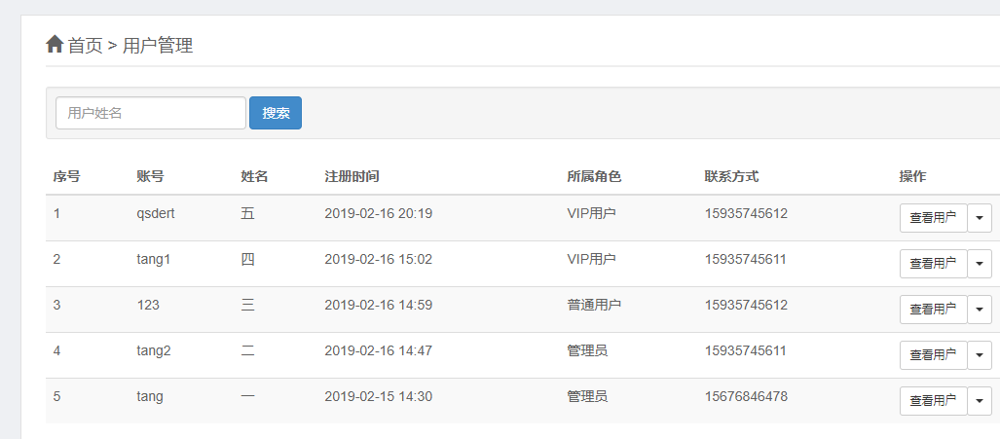 首页 > 用户管理
用户姓名 搜索
序号 账号 姓名 注册时间 所属角色 联系方式 操作
1 qsdert 五 2019-02-16 20:19 VIP用户 15935745612 查看用户
2 tang1 四 2019-02-16 15:02 VIP用户 15935745611 查看用户
3 123 三 2019-02-16 14:59 普通用户 15935745612 查看用户
4 tang2 二 2019-02-16 14:47 管理员 15935745611 查看用户
5 tang 一 2019-02-15 14:30 管理员 15676846478 查看用户